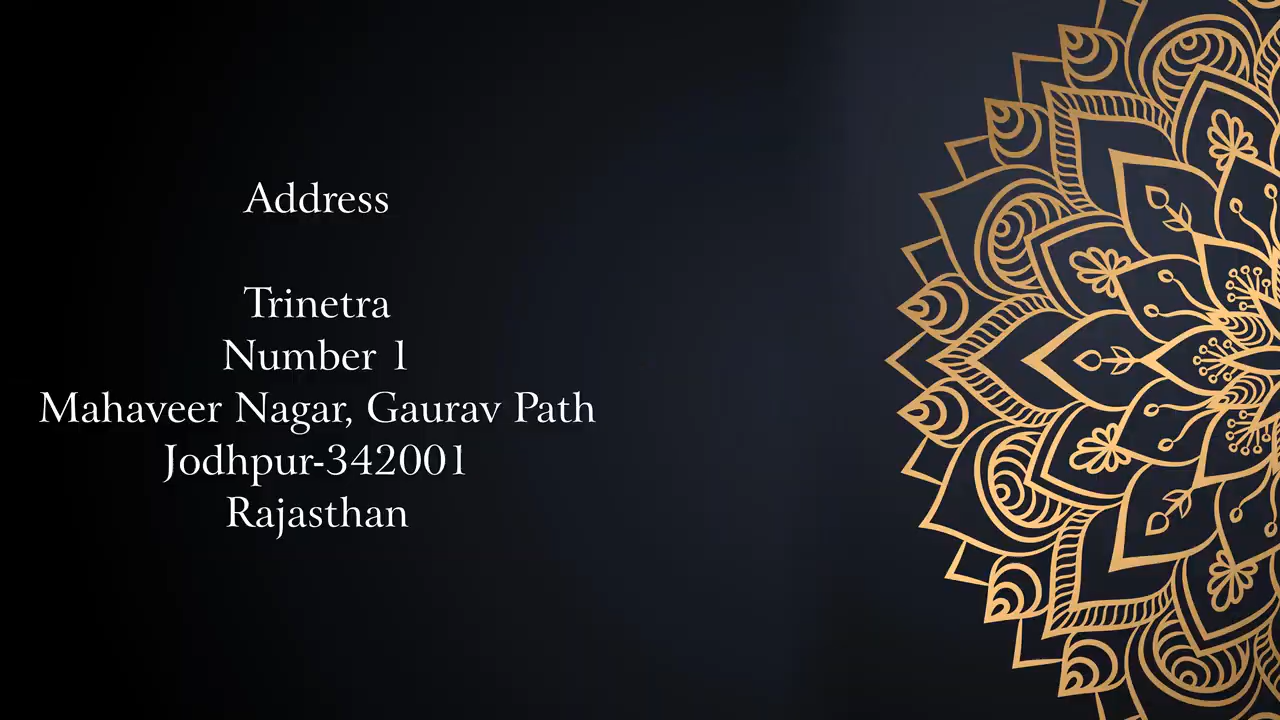 Address
Trinetra
Number 1
Mahaveer Nagar, Gaurav Path
Jodhpur-342001
Rajasthan